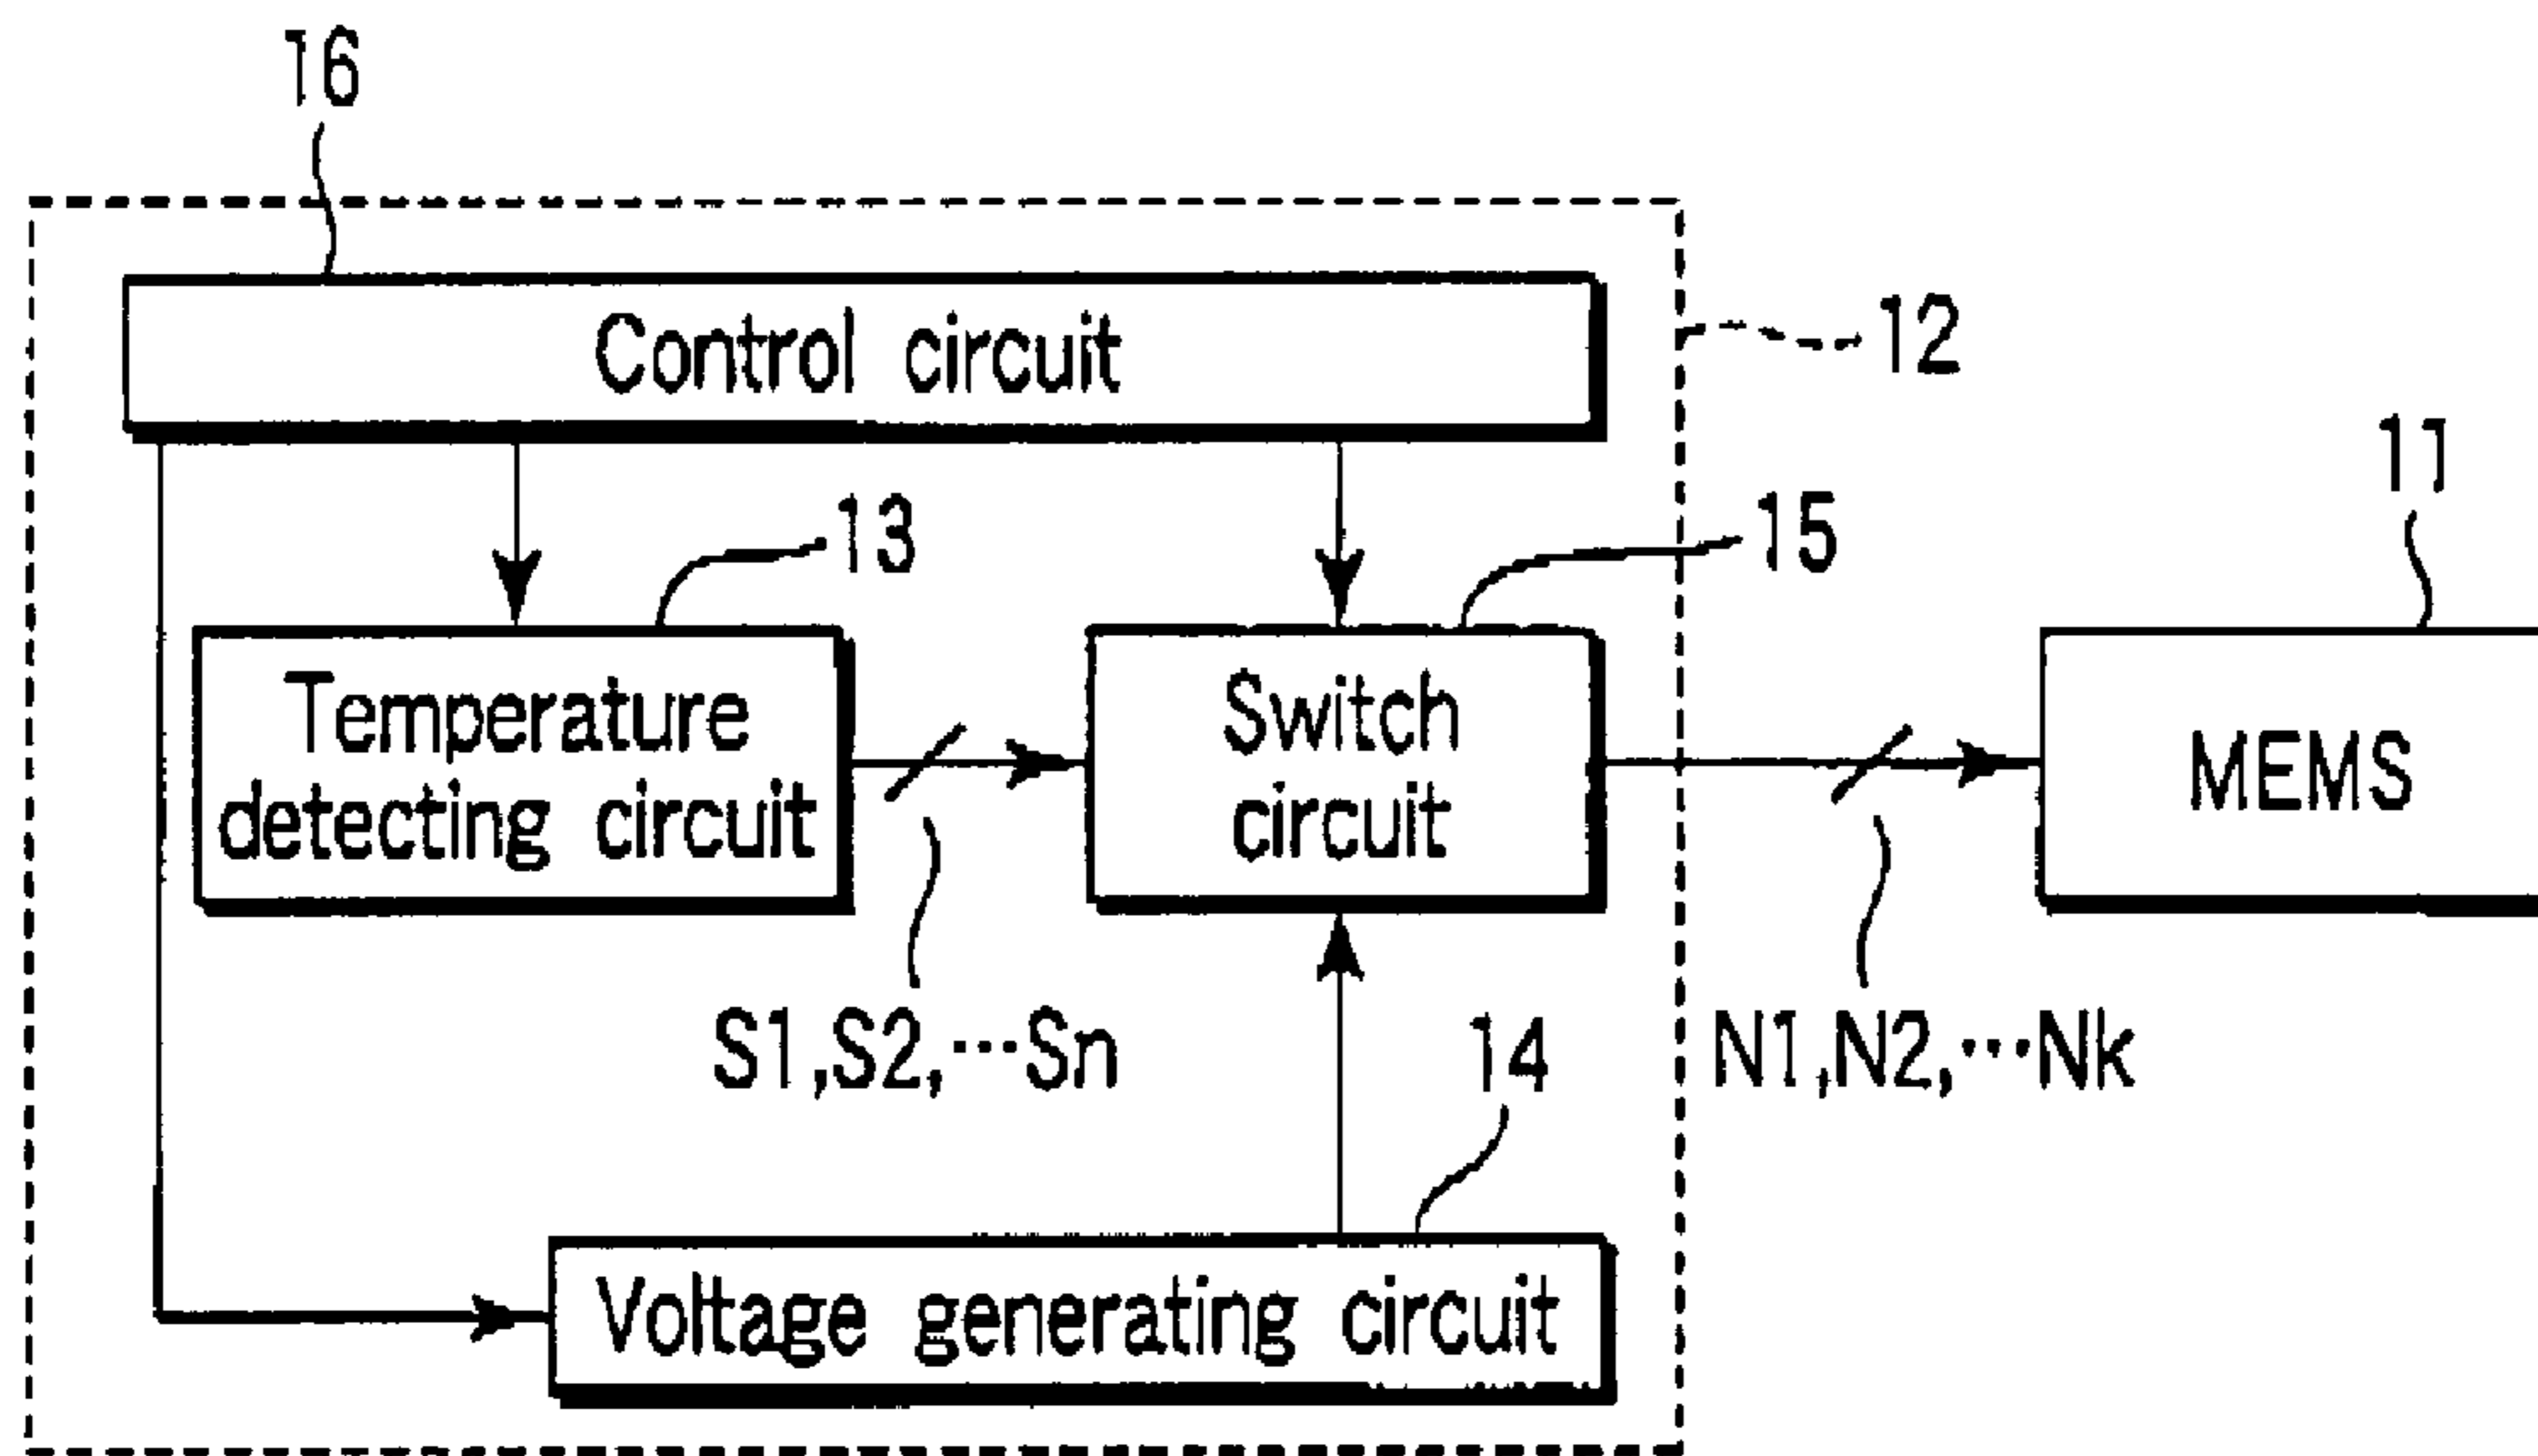 16
Control circuit
12
11
13
15
Temperature
detecting circuit
Switch
circuit
MEMS
S1,S2,···Sn
14
N1,N2,···Nk
Voltage generating circuit